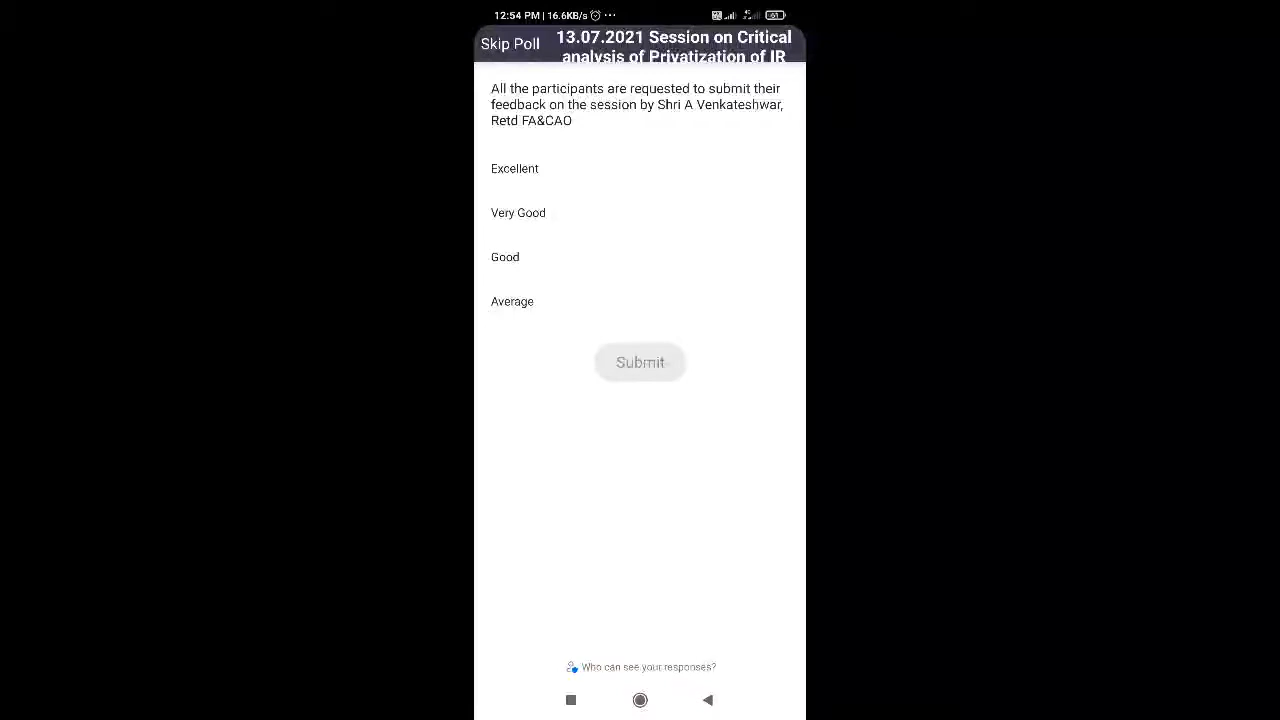 12:54 PM | 16.6KB/s
4G
61
Skip Poll
13.07.2021 Session on Critical
analysis of Privatization of IR
All the participants are requested to submit their
feedback on the session by Shri A Venkateshwar,
Retd FA&CAO
Excellent
Very Good
Good
Average
Submit
Who can see your responses?